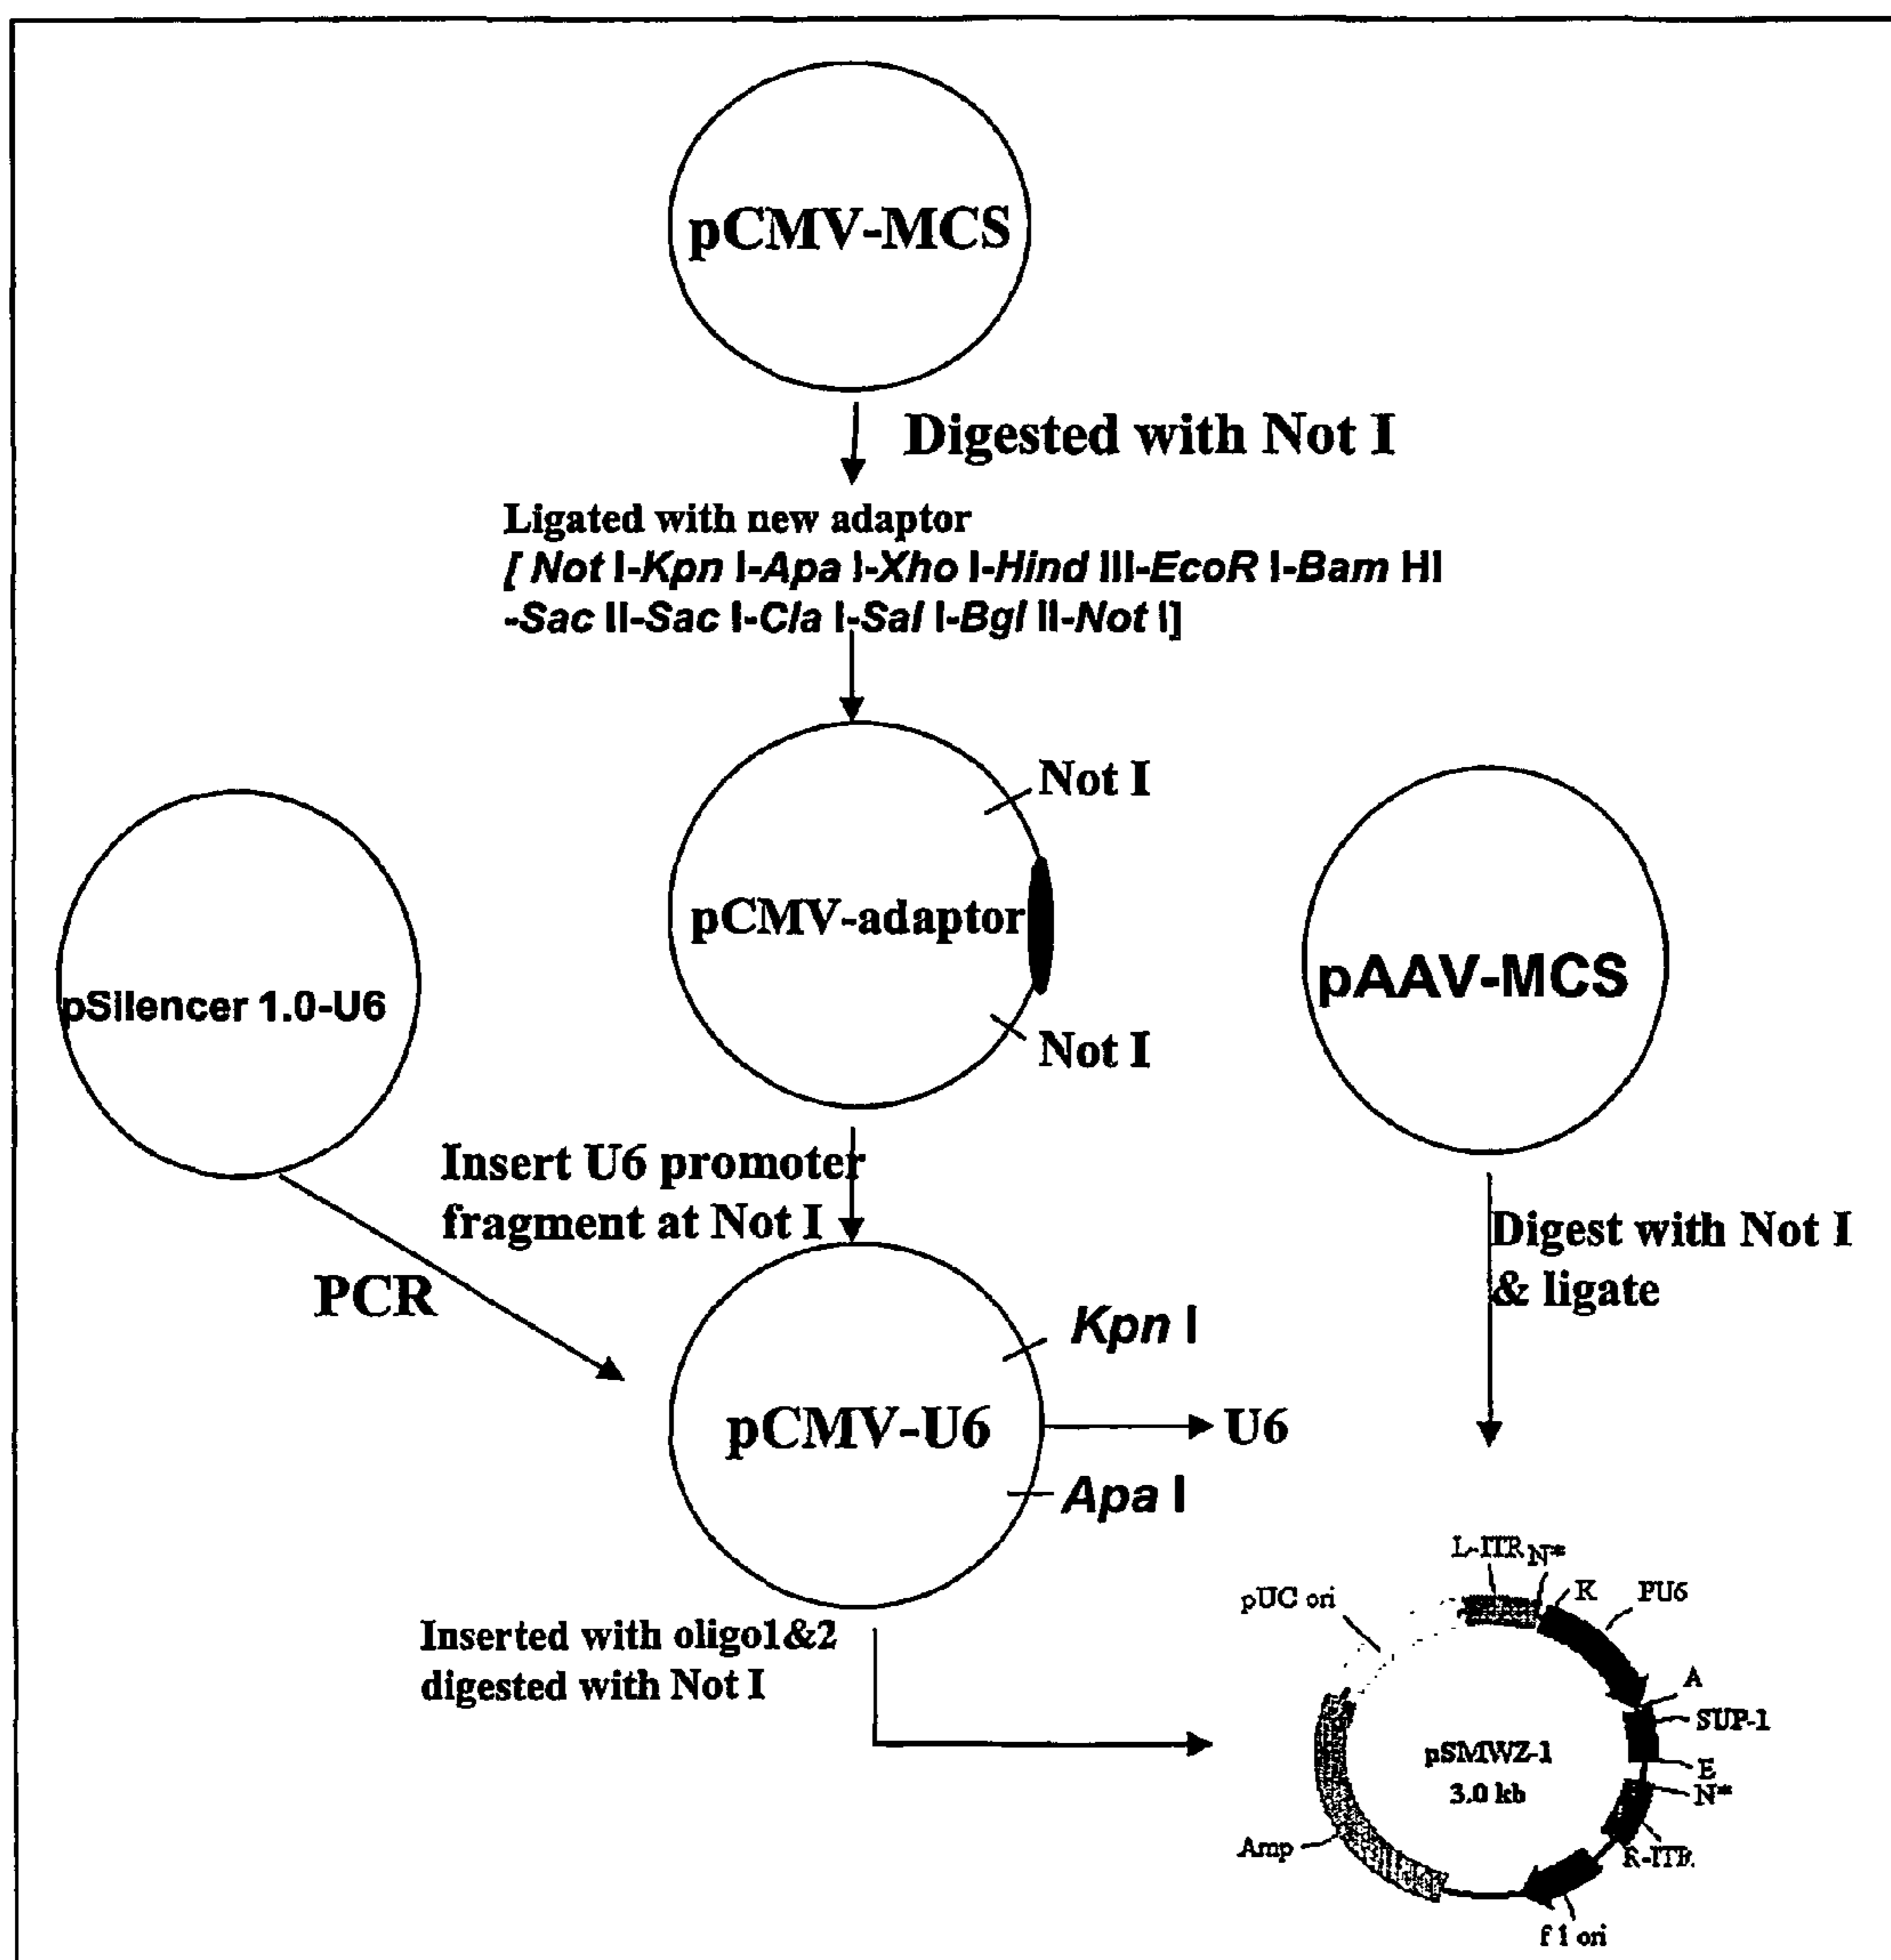 pCMV-MCS
Digested with Not I
Ligated with new adaptor
[ Not I-Kpn I-Apa I-Xho I-Hind III-EcoR I-Bam HI
-Sac II-Sac I-Cla I-Sal I-Bgl II-Not I]
Not I
pCMV-adaptor
Not I
pSilencer 1.0-U6
pAAV-MCS
Insert U6 promoter
fragment at Not I
PCR
Digest with Not I
& ligate
Kpn I
pCMV-U6
U6
Apa I
Inserted with oligo1&2
digested with Not I
L-ITR
N*
K
PU6
pUC ori
A
SUP-1
pSMWZ-1
3.0 kb
E
N*
Amp
R-ITR
f 1 ori